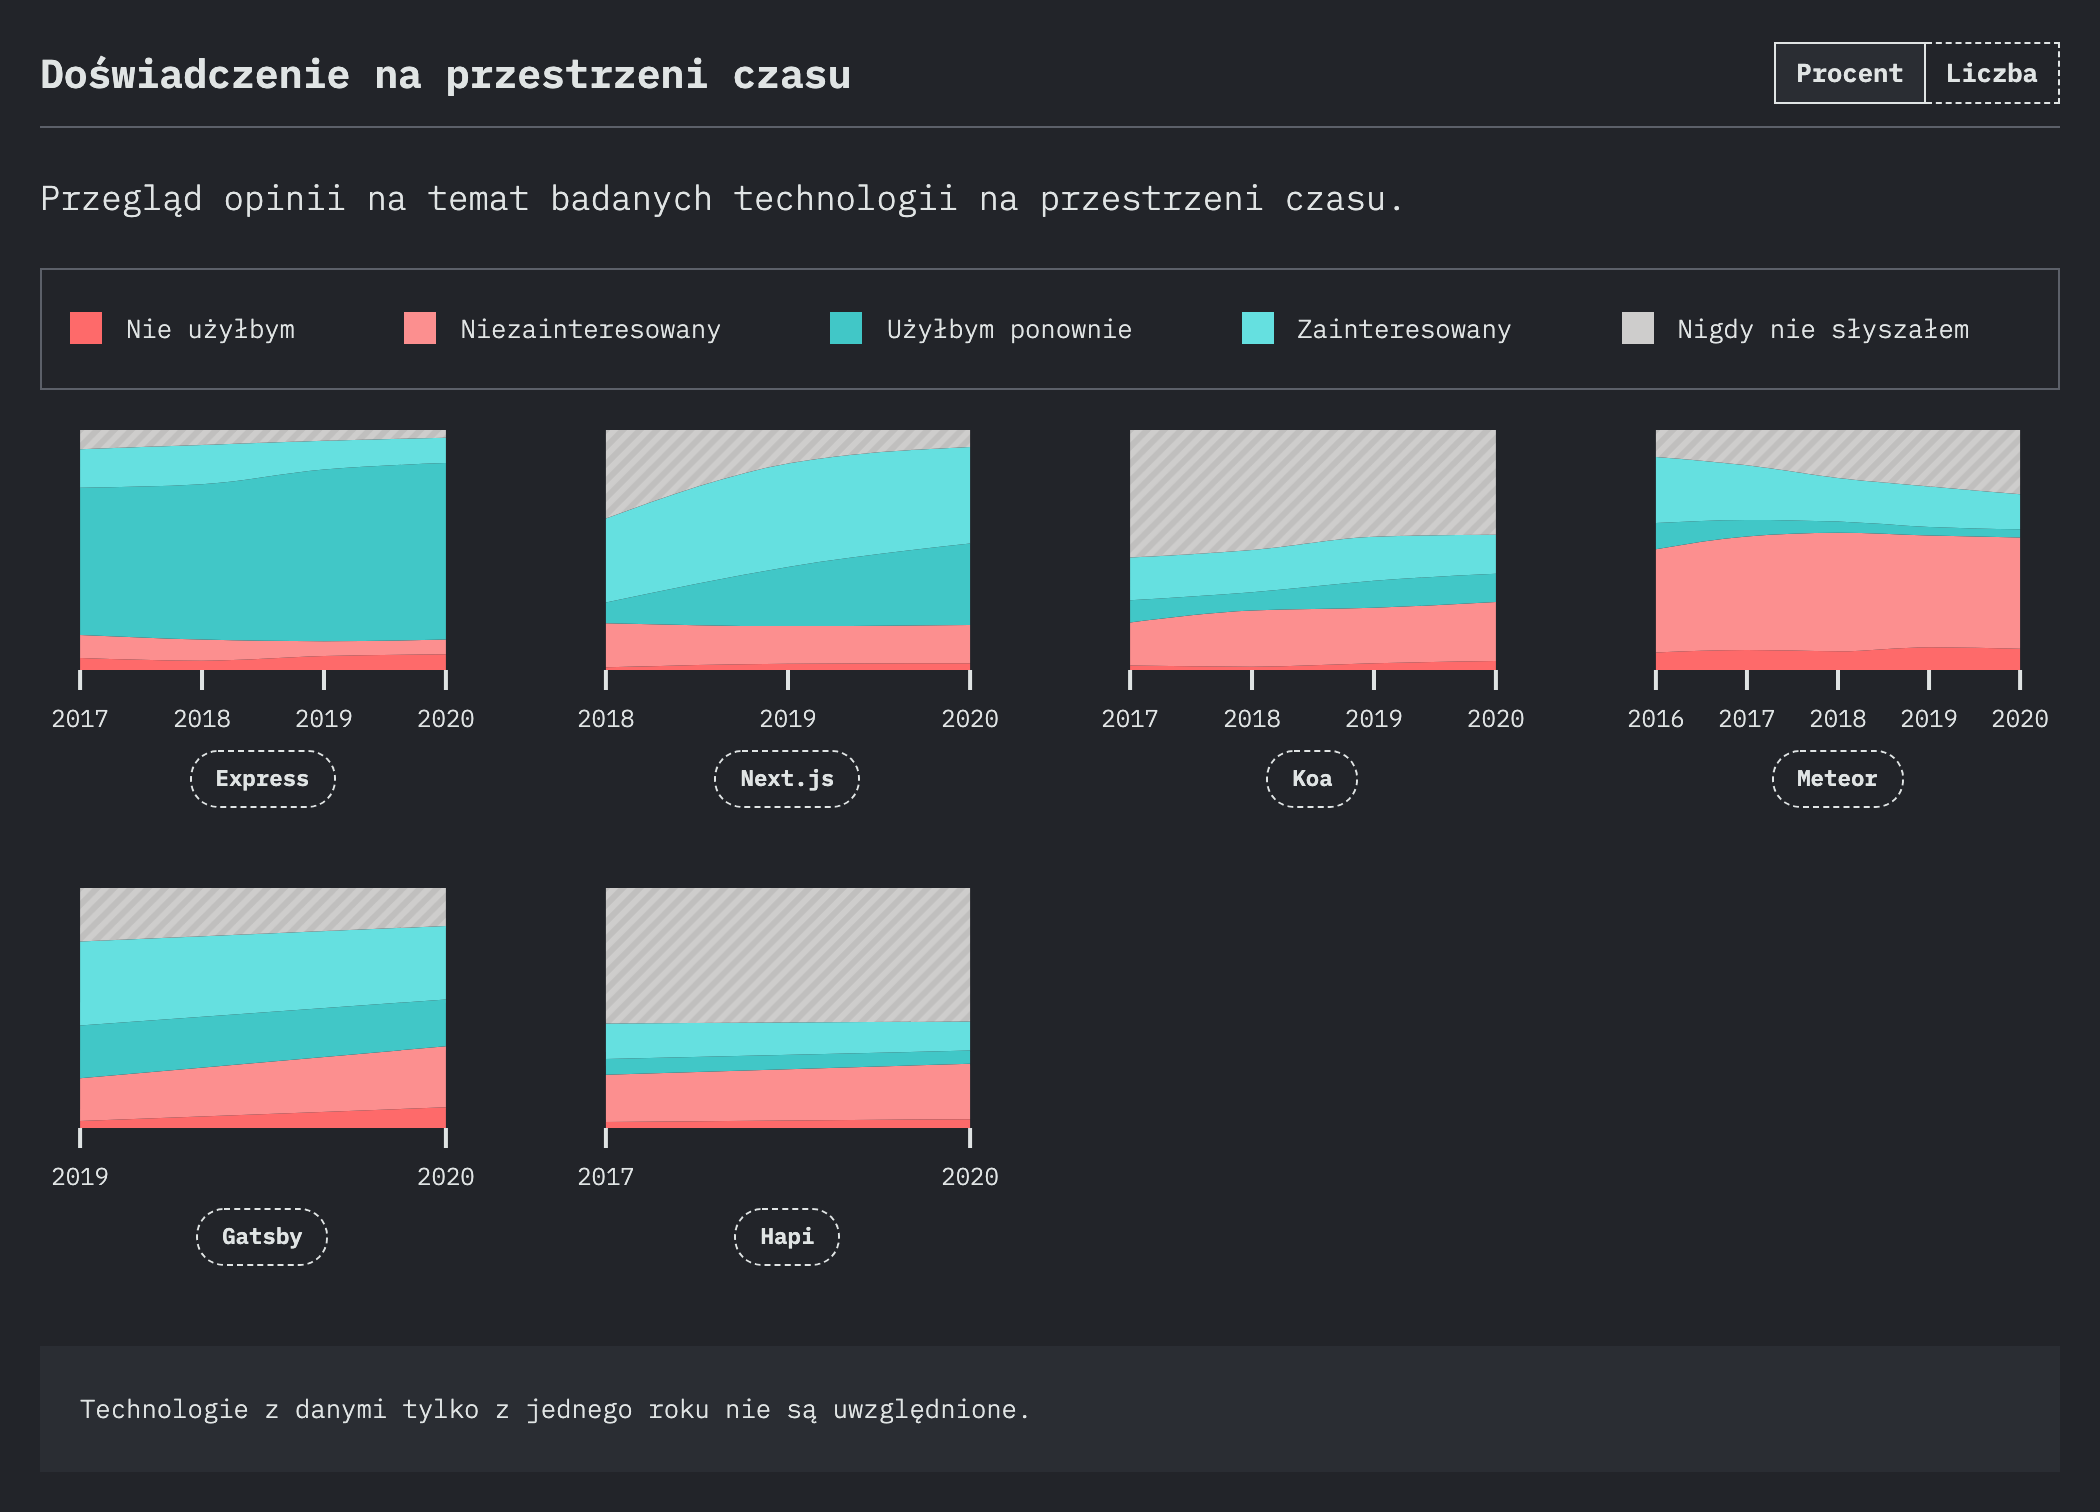 Doświadczenie na przestrzeni czasu
Procent Liczba
Przegląd opinii na temat badanych technologii na przestrzeni czasu.
Nie użyłbym Niezainteresowany Użyłbym ponownie Zainteresowany Nigdy nie słyszałem
2017 2018 2019 2020
Express
2018 2019 2020
Next.js
2017 2018 2019 2020
Koa
2016 2017 2018 2019 2020
Meteor
2019 2020
Gatsby
2017 2020
Hapi
Technologie z danymi tylko z jednego roku nie są uwzględnione.